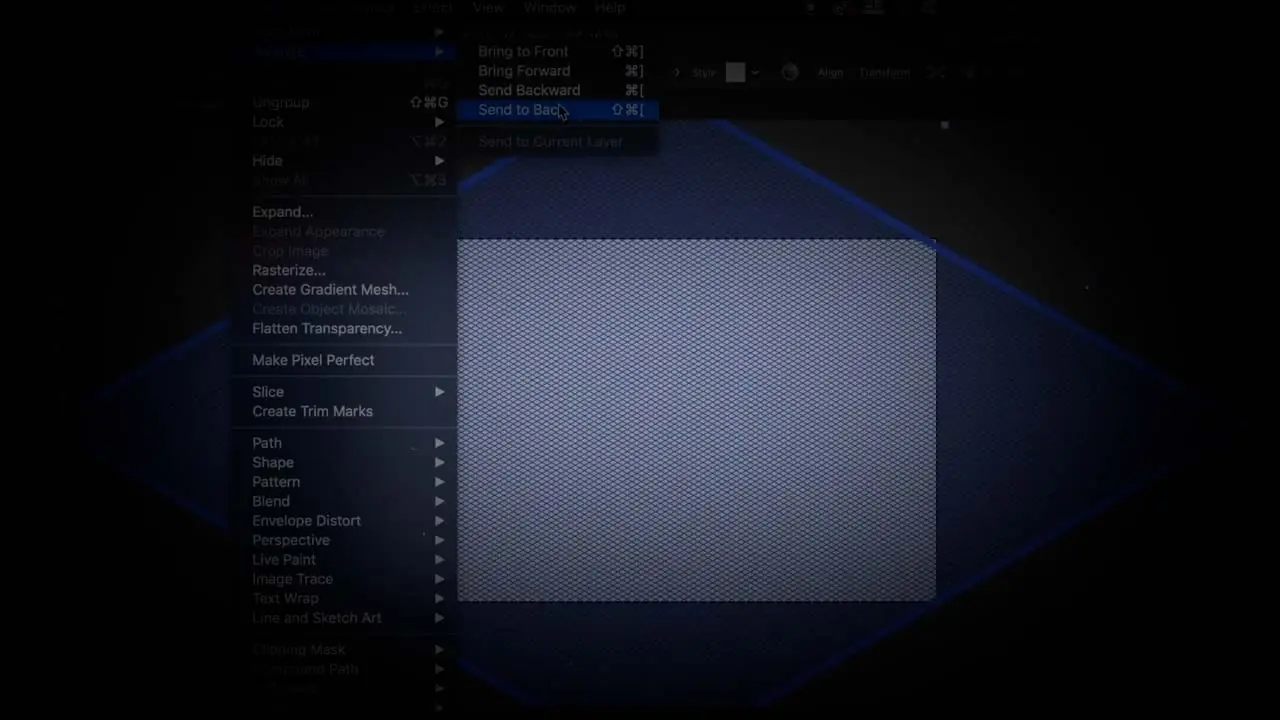 Select View Window Help
Bring to Front ⇧⌘]
Bring Forward ⌘]
Send Backward ⌘[
Send to Back ⇧⌘[
Send to Current Layer
Style
Align
Transform
Ungroup ⇧⌘G
Lock
⌥⌘2
Hide
Show All ⌥⌘3
Expand...
Expand Appearance
Crop Image
Rasterize...
Create Gradient Mesh...
Create Object Mosaic...
Flatten Transparency...
Make Pixel Perfect
Slice
Create Trim Marks
Path
Shape
Pattern
Blend
Envelope Distort
Perspective
Live Paint
Image Trace
Text Wrap
Line and Sketch Art
Clipping Mask
Compound Path